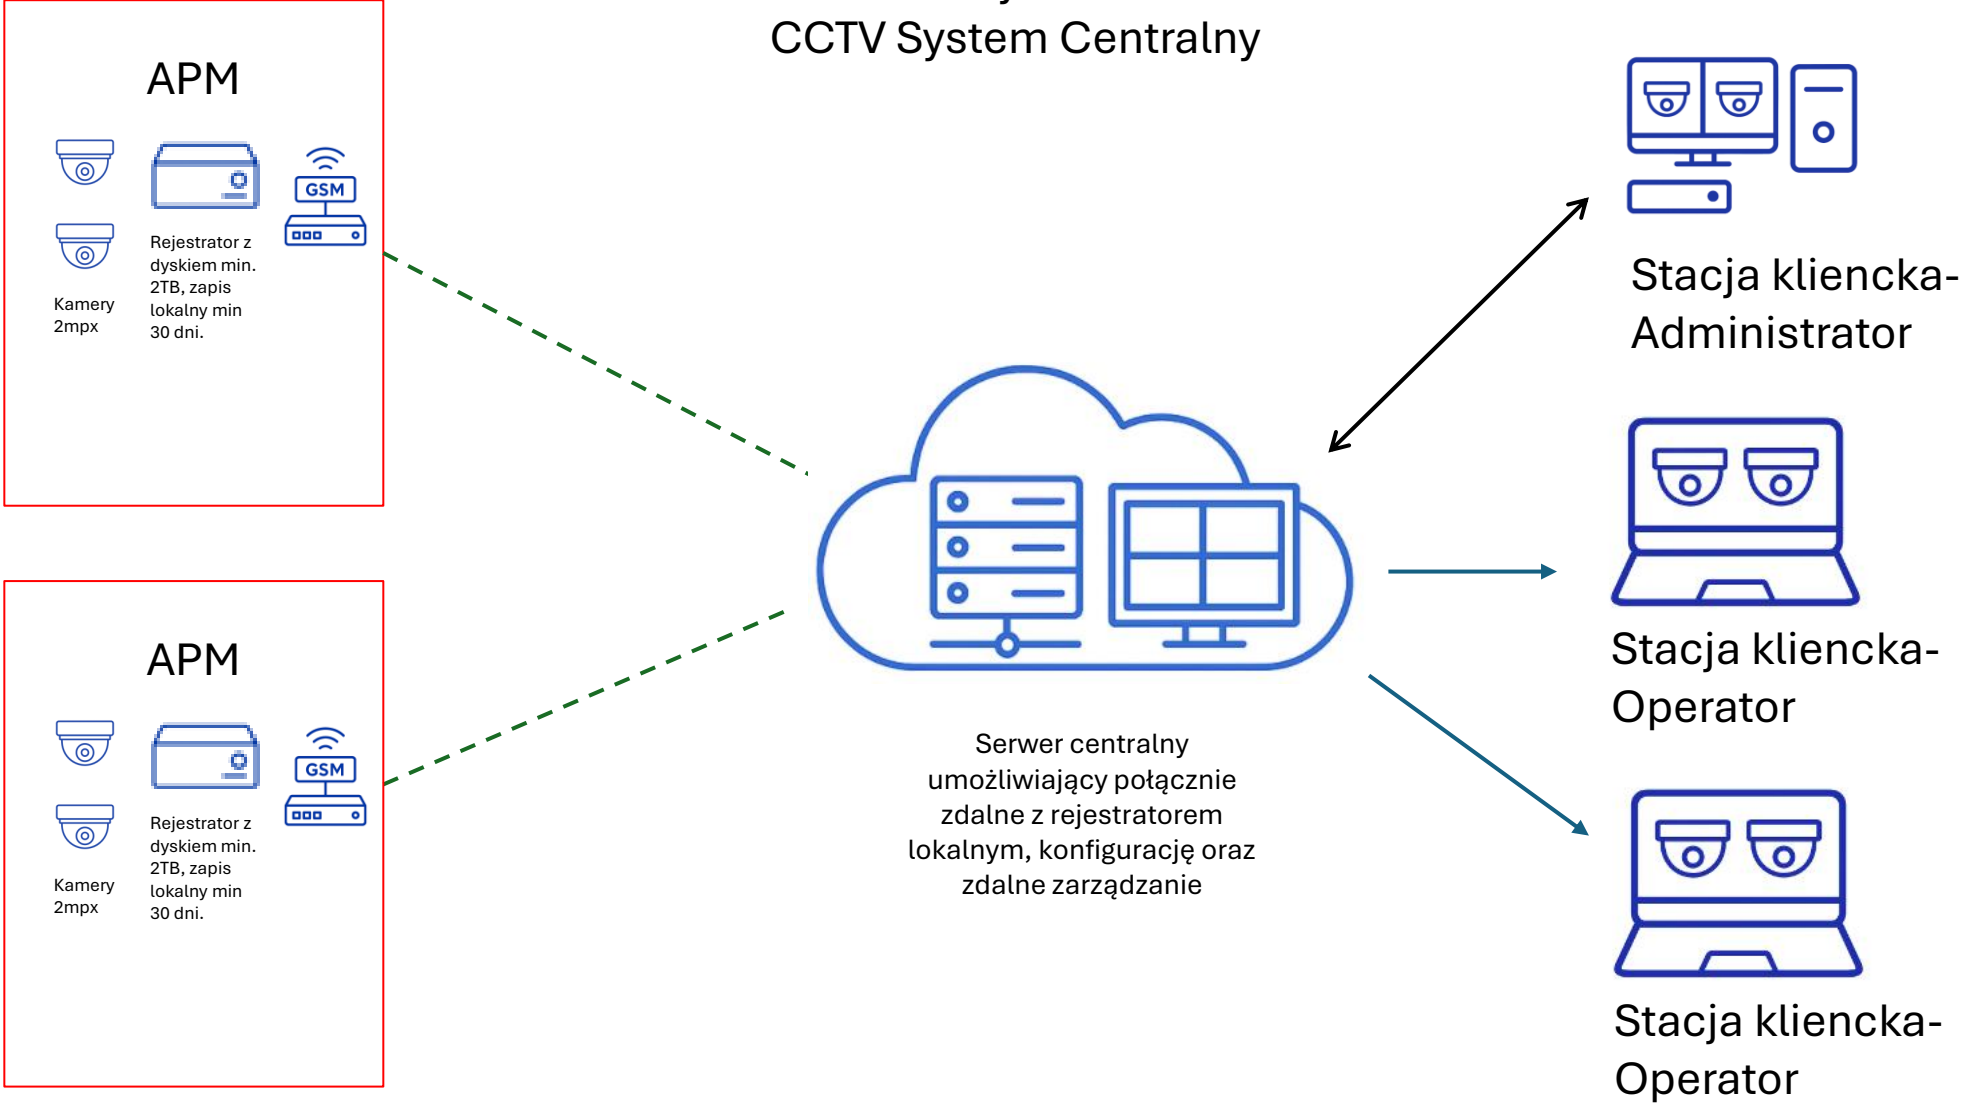 CCTV System Centralny
APM
GSM
Rejestrator z
dyskiem min.
2TB, zapis
lokalny min
30 dni.
Kamery
2mpx
Stacja kliencka-
Administrator
Stacja kliencka-
Operator
APM
GSM
Rejestrator z
dyskiem min.
2TB, zapis
lokalny min
30 dni.
Kamery
2mpx
Serwer centralny
umożliwiający połącznie
zdalne z rejestratorem
lokalnym, konfigurację oraz
zdalne zarządzanie
Stacja kliencka-
Operator